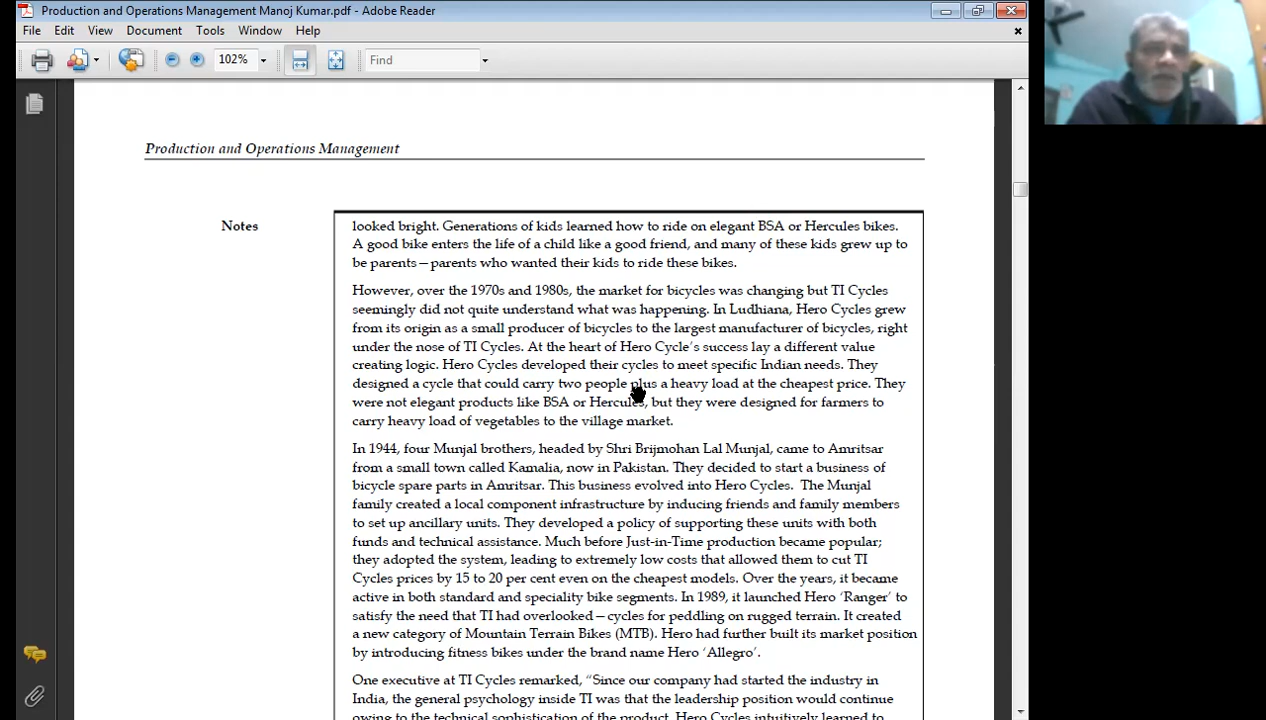 Production and Operations Management Manoj Kumar.pdf - Adobe Reader
File Edit View Document Tools Window Help
102% Find
Production and Operations Management
Notes
looked bright. Generations of kids learned how to ride on elegant BSA or Hercules bikes.
A good bike enters the life of a child like a good friend, and many of these kids grew up to
be parents—parents who wanted their kids to ride these bikes.
However, over the 1970s and 1980s, the market for bicycles was changing but TI Cycles
seemingly did not quite understand what was happening. In Ludhiana, Hero Cycles grew
from its origin as a small producer of bicycles to the largest manufacturer of bicycles, right
under the nose of TI Cycles. At the heart of Hero Cycle's success lay a different value
creating logic. Hero Cycles developed their cycles to meet specific Indian needs. They
designed a cycle that could carry two people plus a heavy load at the cheapest price. They
were not elegant products like BSA or Hercules, but they were designed for farmers to
carry heavy load of vegetables to the village market.
In 1944, four Munjal brothers, headed by Shri Brijmohan Lal Munjal, came to Amritsar
from a small town called Kamalia, now in Pakistan. They decided to start a business of
bicycle spare parts in Amritsar. This business evolved into Hero Cycles. The Munjal
family created a local component infrastructure by inducing friends and family members
to set up ancillary units. They developed a policy of supporting these units with both
funds and technical assistance. Much before Just-in-Time production became popular;
they adopted the system, leading to extremely low costs that allowed them to cut TI
Cycles prices by 15 to 20 per cent even on the cheapest models. Over the years, it became
active in both standard and speciality bike segments. In 1989, it launched Hero 'Ranger' to
satisfy the need that TI had overlooked—cycles for peddling on rugged terrain. It created
a new category of Mountain Terrain Bikes (MTB). Hero had further built its market position
by introducing fitness bikes under the brand name Hero 'Allegro'.
One executive at TI Cycles remarked, "Since our company had started the industry in
India, the general psychology inside TI was that the leadership position would continue
owing to the technical sophistication of the product. Hero Cycles intuitively learned to